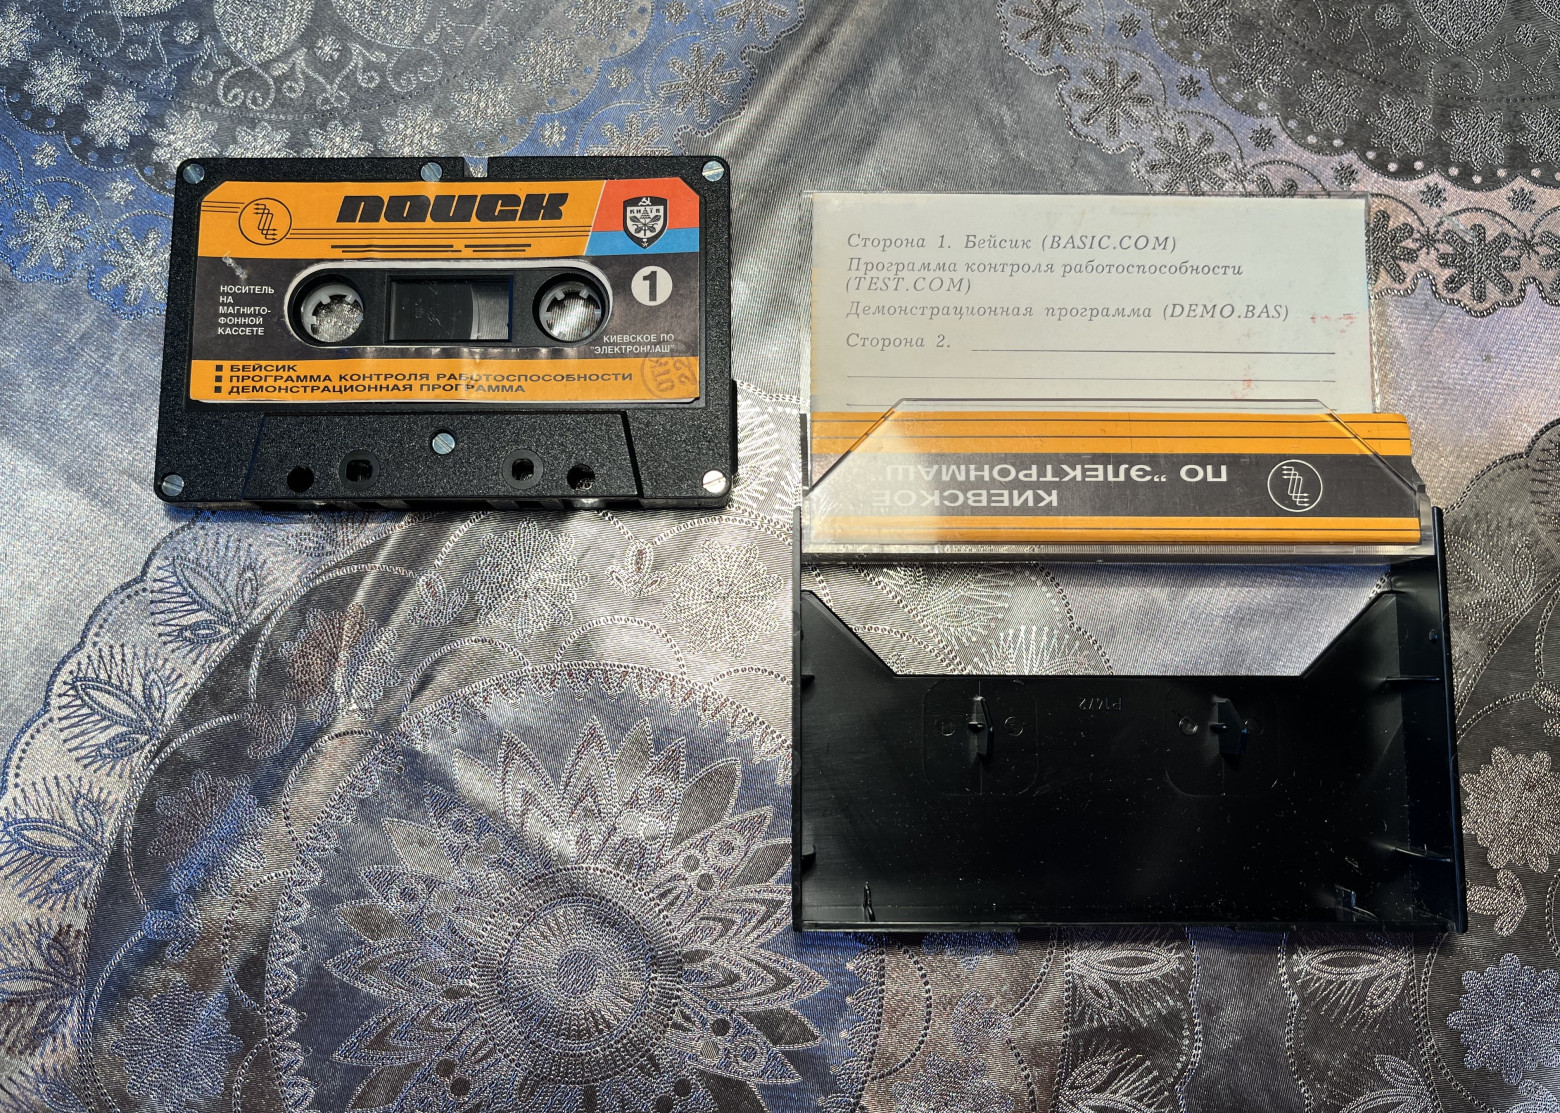 ПОИСК
КИЇВ
1
НОСИТЕЛЬ
НА
МАГНИТО-
ФОННОЙ
КАССЕТЕ
КИЕВСКОЕ ПО
"ЭЛЕКТРОНМАШ"
БЕЙСИК
ПРОГРАММА КОНТРОЛЯ РАБОТОСПОСОБНОСТИ
ДЕМОНСТРАЦИОННАЯ ПРОГРАММА
Сторона 1. Бейсик (BASIC.COM)
Программа контроля работоспособности
(TEST.COM)
Демонстрационная программа (DEMO.BAS)
Сторона 2.
КИЕВСКОЕ
ПО "ЭЛЕКТРОНМАШ"